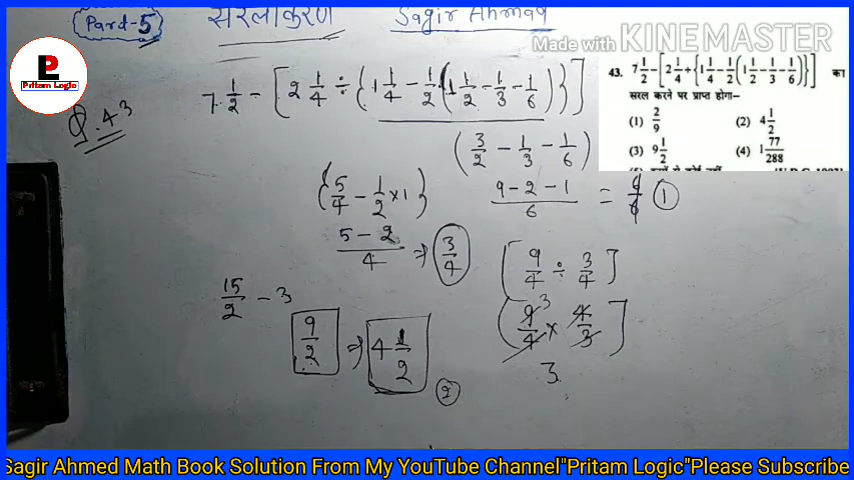 Pard-5
सरलीकरण
Sagir Ahmad
Made with KINEMASTER
PL
Pritam Logic
Q.43
7 1/2 - [2 1/4 ÷ {1 1/4 - 1/2 (1 1/2 - 1/3 - 1/6)}]
(3/2 - 1/3 - 1/6)
{5/4 - 1/2 × 1}
(9-2-1)/6 = 6/6 ①
(5-2)/4 ⇒ 3/4
[9/4 ÷ 3/4]
[9/4 × 4/3]
3
3
15/2 - 3
9/2 ⇒ 4 1/2
②
43. 7 1/2 - [2 1/4 ÷ {1 1/4 - 1/2 (1 1/2 - 1/3 - 1/6)}] का
सरल करने पर प्राप्त होगा–
(1) 2/9 (2) 4 1/2
(3) 9 1/2 (4) 1 77/288
Sagir Ahmed Math Book Solution From My YouTube Channel"Pritam Logic"Please Subscribe